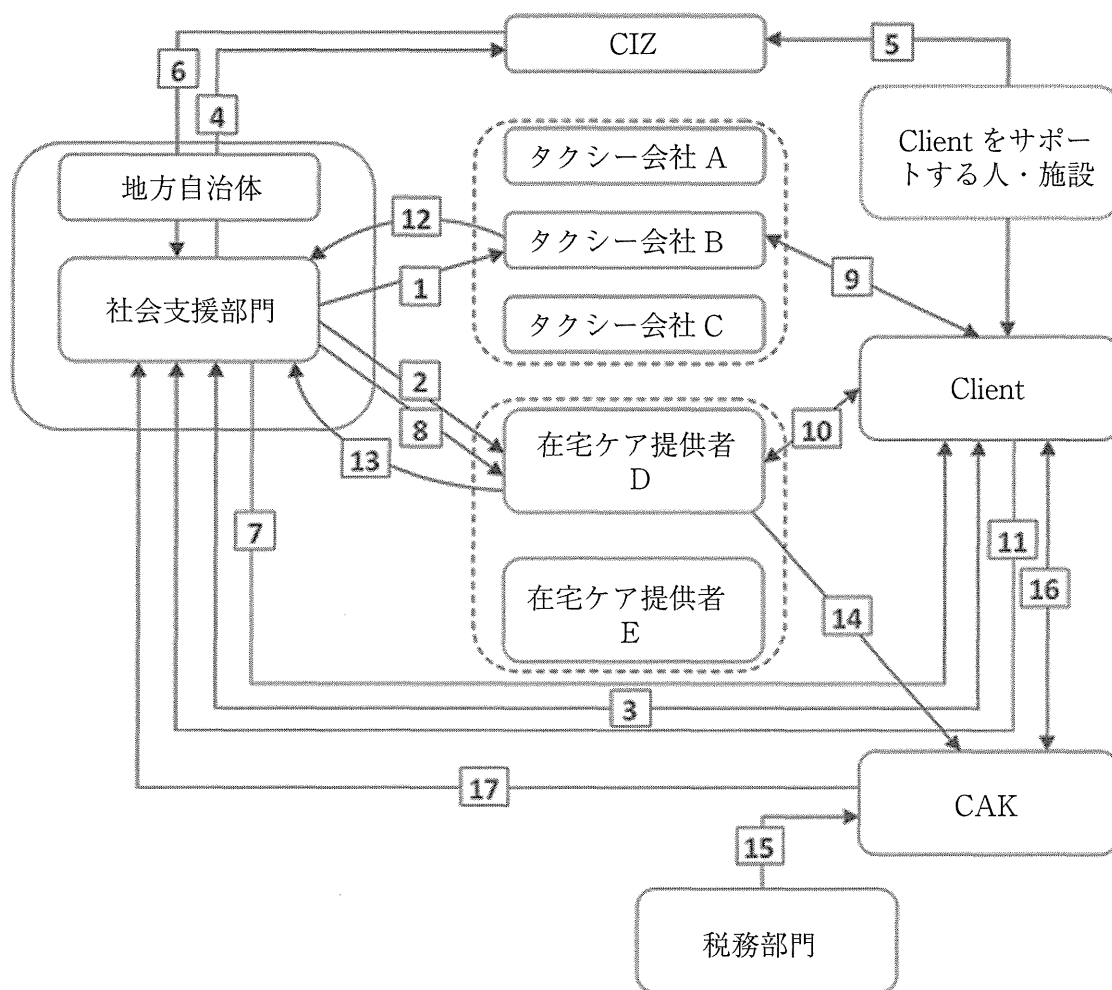 CIZ
5
6
4
Client をサポー
トする人・施設
タクシー会社 A
地方自治体
12
タクシー会社 B
1
9
社会支援部門
タクシー会社 C
2
8
Client
10
13
在宅ケア提供者
D
7
11
16
在宅ケア提供者
E
14
3
17
CAK
15
税務部門